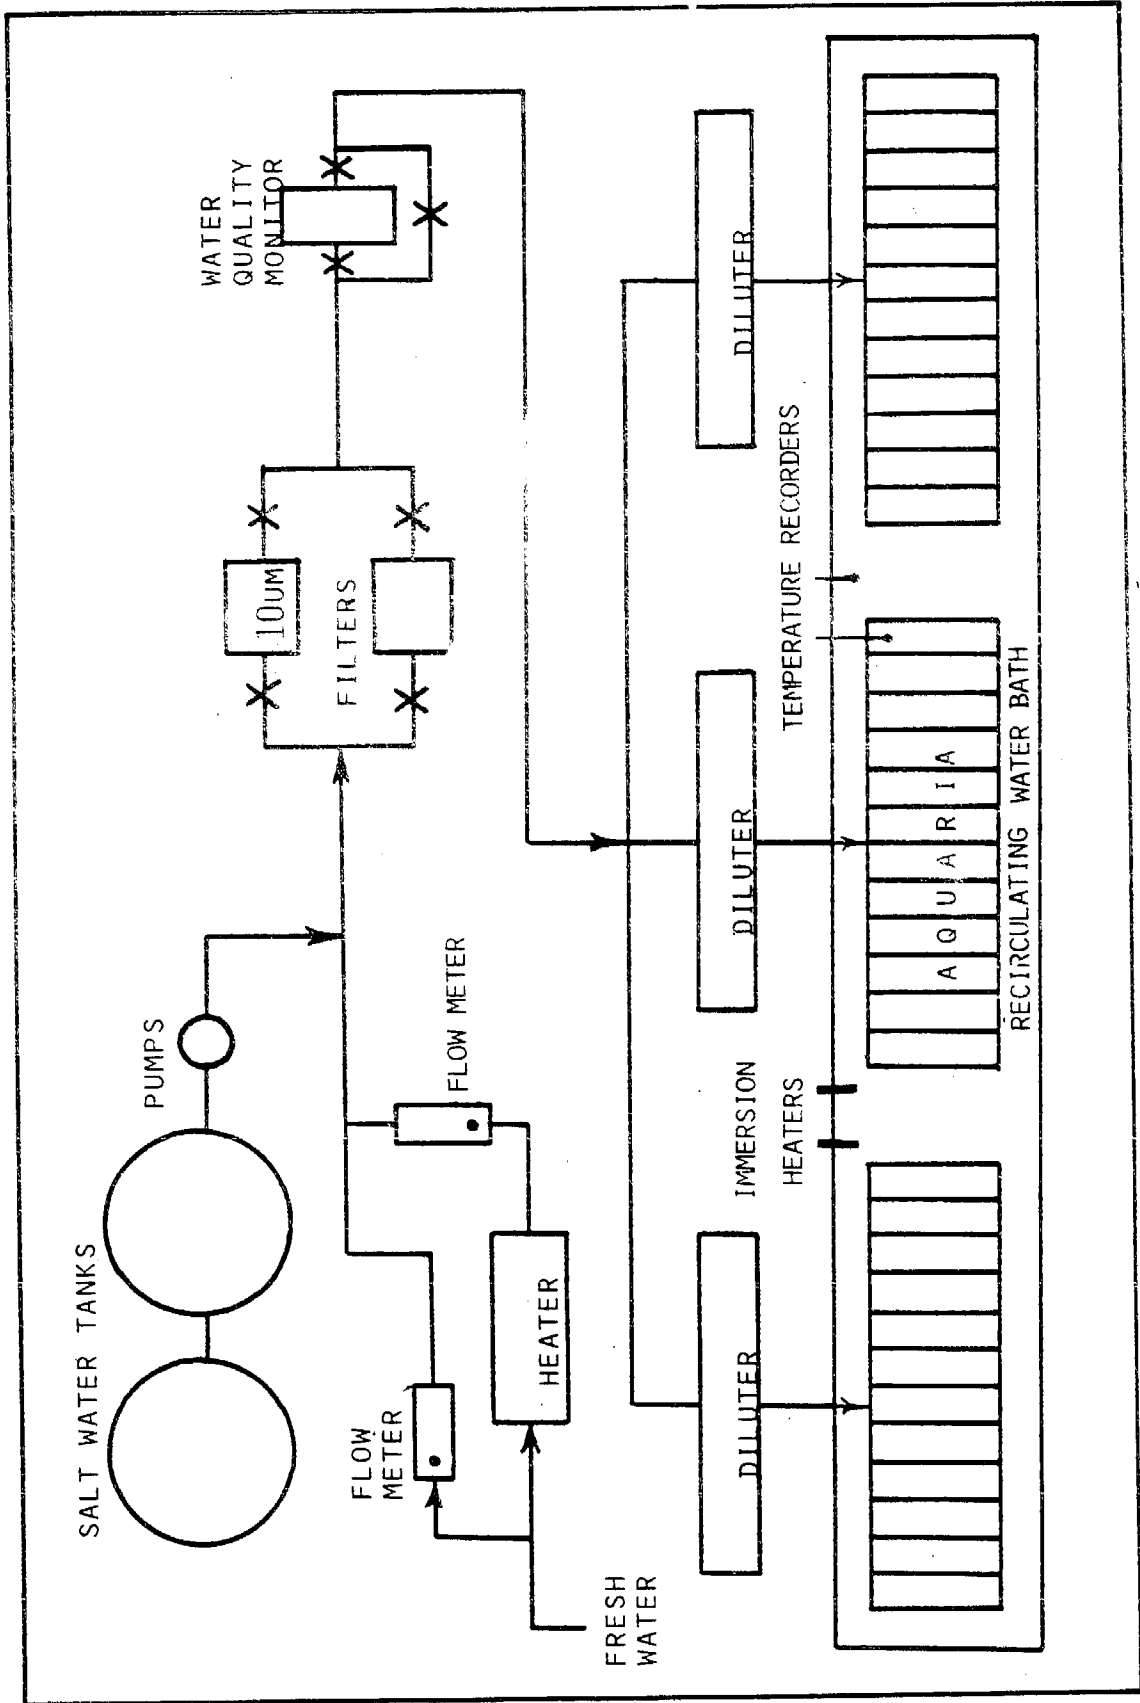 SALT WATER TANKS
PUMPS
WATER
QUALITY
MONITOR
10UM
FILTERS
FLOW
METER
FLOW METER
HEATER
FRESH
WATER
DILUTER
DILUTER
DILUTER
IMMERSION
HEATERS
TEMPERATURE RECORDERS
AQUARIA
RECIRCULATING WATER BATH